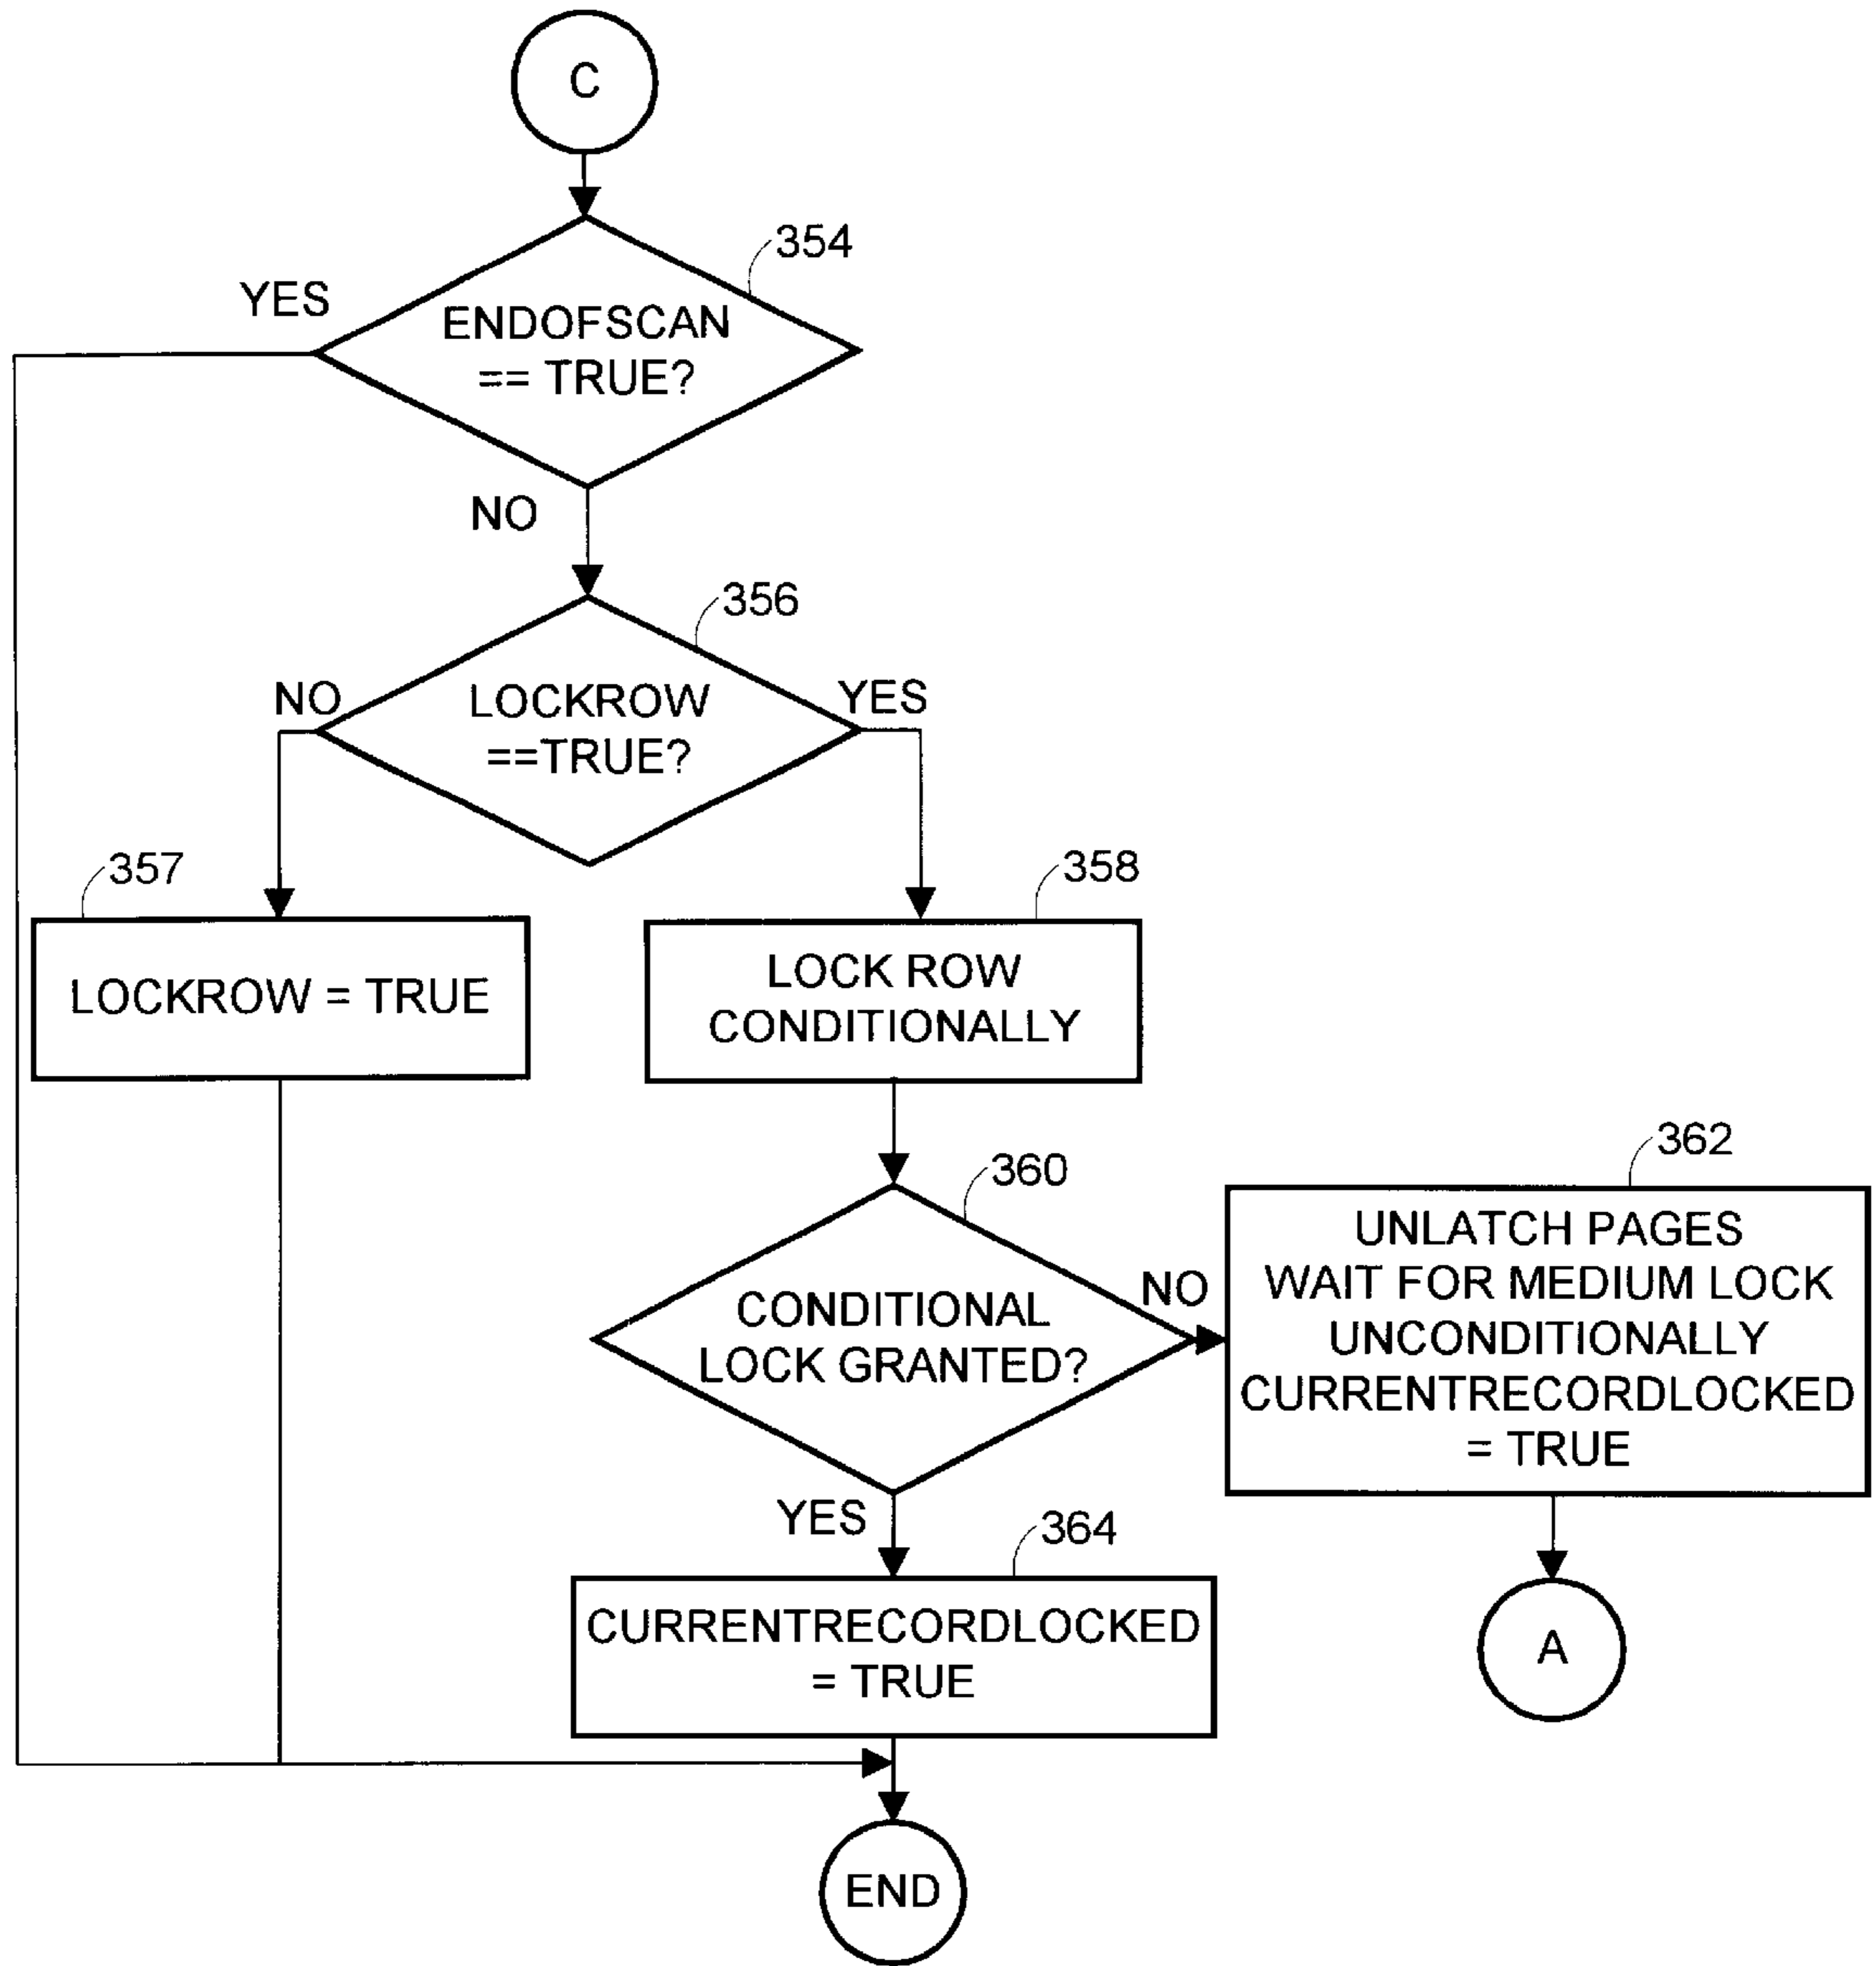 C
354
YES
ENDOFSCAN
== TRUE?
NO
356
NO
LOCKROW
==TRUE?
YES
357
LOCKROW = TRUE
358
LOCK ROW
CONDITIONALLY
360
CONDITIONAL
LOCK GRANTED?
NO
362
UNLATCH PAGES
WAIT FOR MEDIUM LOCK
UNCONDITIONALLY
CURRENTRECORDLOCKED
= TRUE
YES
364
CURRENTRECORDLOCKED
= TRUE
A
END